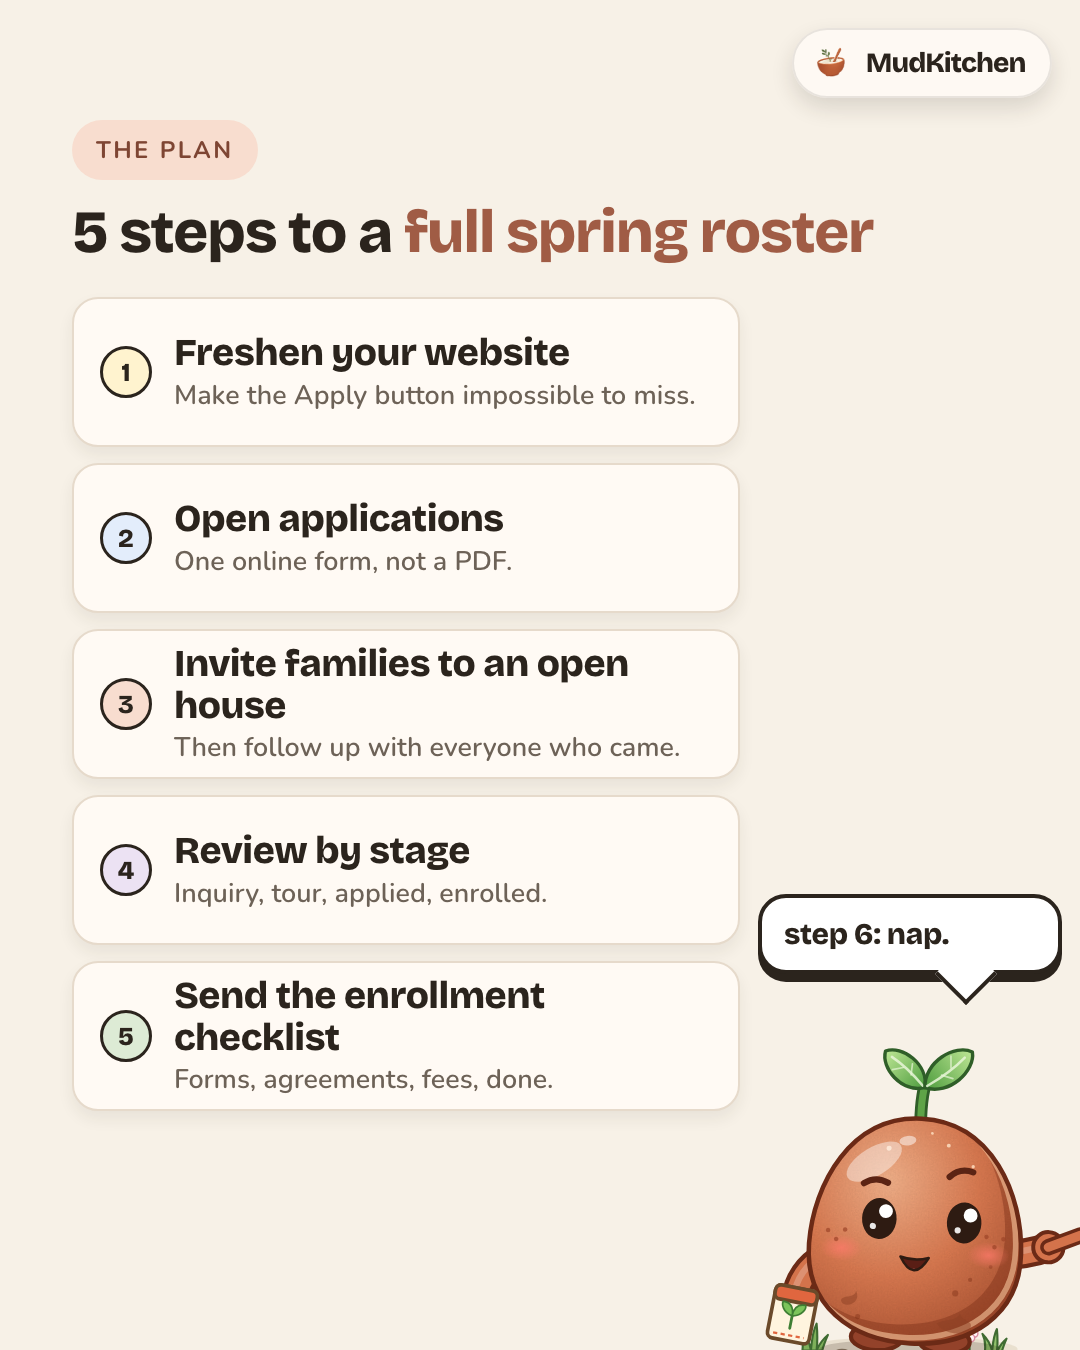 MudKitchen
THE PLAN
5 steps to a full spring roster
1
Freshen your website
Make the Apply button impossible to miss.
2
Open applications
One online form, not a PDF.
3
Invite families to an open
house
Then follow up with everyone who came.
4
Review by stage
Inquiry, tour, applied, enrolled.
step 6: nap.
5
Send the enrollment
checklist
Forms, agreements, fees, done.